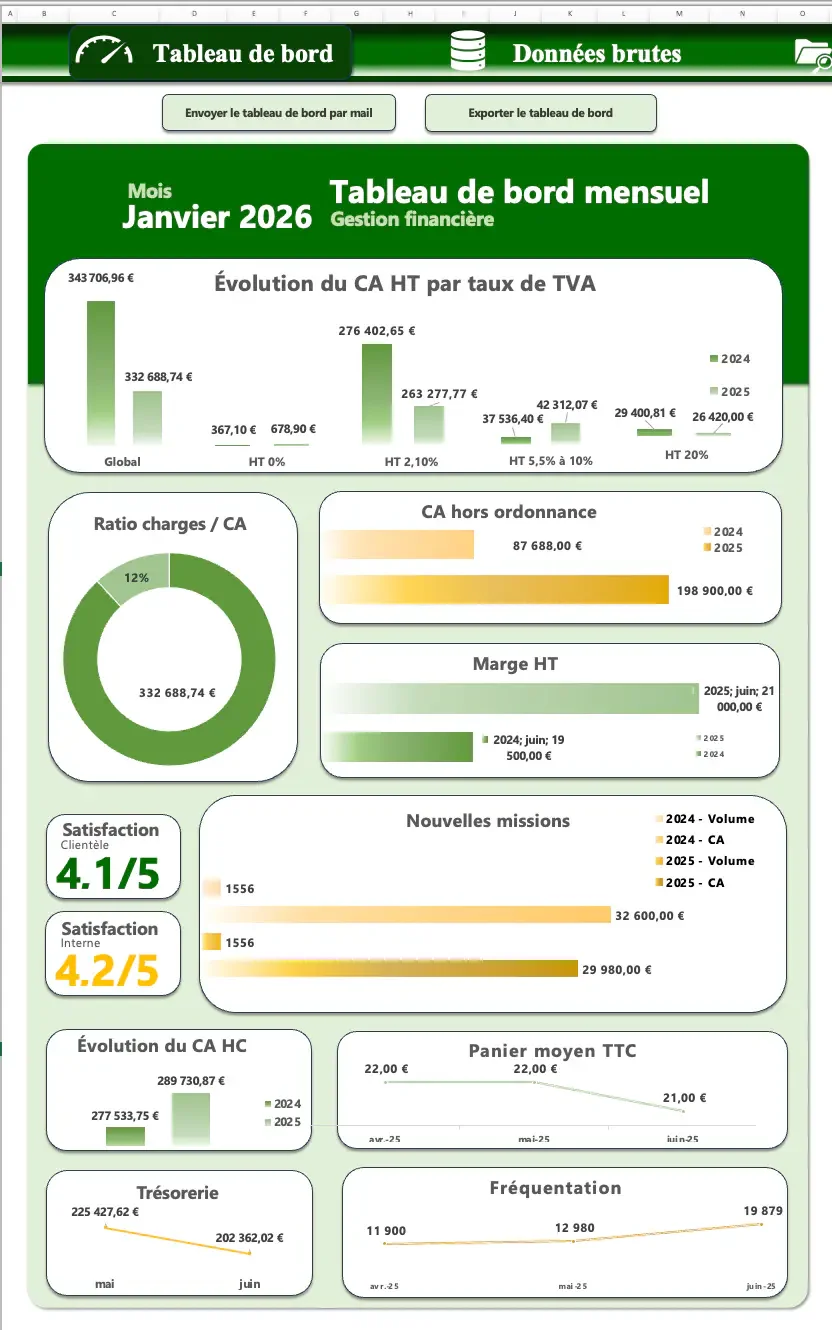 A B C D E F G H I J K L M N O
Tableau de bord
Données brutes
Envoyer le tableau de bord par mail
Exporter le tableau de bord
Mois
Janvier 2026
Tableau de bord mensuel
Gestion financière
Évolution du CA HT par taux de TVA
343 706,96 €
332 688,74 €
Global
367,10 €
678,90 €
HT 0%
276 402,65 €
263 277,77 €
HT 2,10%
37 536,40 €
42 312,07 €
HT 5,5% à 10%
29 400,81 €
26 420,00 €
HT 20%
2024
2025
Ratio charges / CA
12%
332 688,74 €
CA hors ordonnance
2024
2025
87 688,00 €
198 900,00 €
Marge HT
2025; juin; 21
000,00 €
2024; juin; 19
500,00 €
2025
2024
Satisfaction
Clientèle
4.1/5
Satisfaction
Interne
4.2/5
Nouvelles missions
2024 - Volume
2024 - CA
2025 - Volume
2025 - CA
1556
32 600,00 €
1556
29 980,00 €
Évolution du CA HC
277 533,75 €
289 730,87 €
2024
2025
Panier moyen TTC
22,00 €
22,00 €
21,00 €
avr.-25
mai-25
juin-25
Trésorerie
225 427,62 €
202 362,02 €
mai
juin
Fréquentation
11 900
12 980
19 879
avr.-25
mai-25
juin-25